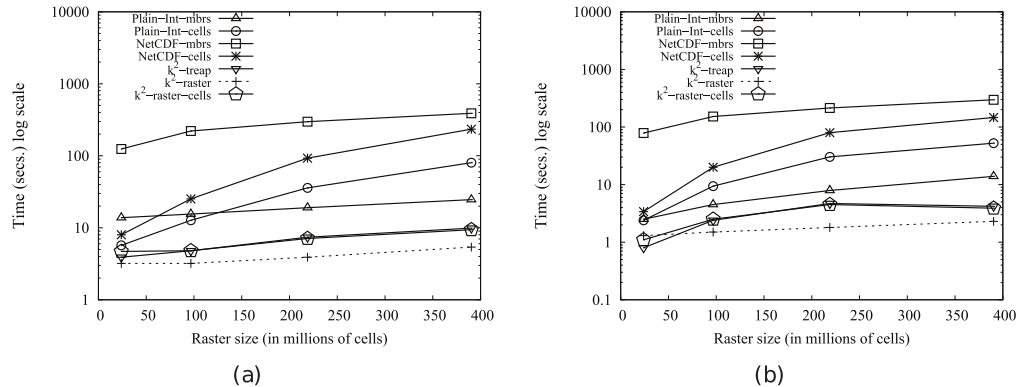 10000
1000
100
10
1
Time (secs.) log scale
Plain-Int-mbrs
Plain-Int-cells
NetCDF-mbrs
NetCDF-cells
k²-treap
k²-raster
k²-raster-cells
0 50 100 150 200 250 300 350 400
Raster size (in millions of cells)
(a)
10000
1000
100
10
1
0.1
Time (secs.) log scale
Plain-Int-mbrs
Plain-Int-cells
NetCDF-mbrs
NetCDF-cells
k²-treap
k²-raster
k²-raster-cells
0 50 100 150 200 250 300 350 400
Raster size (in millions of cells)
(b)